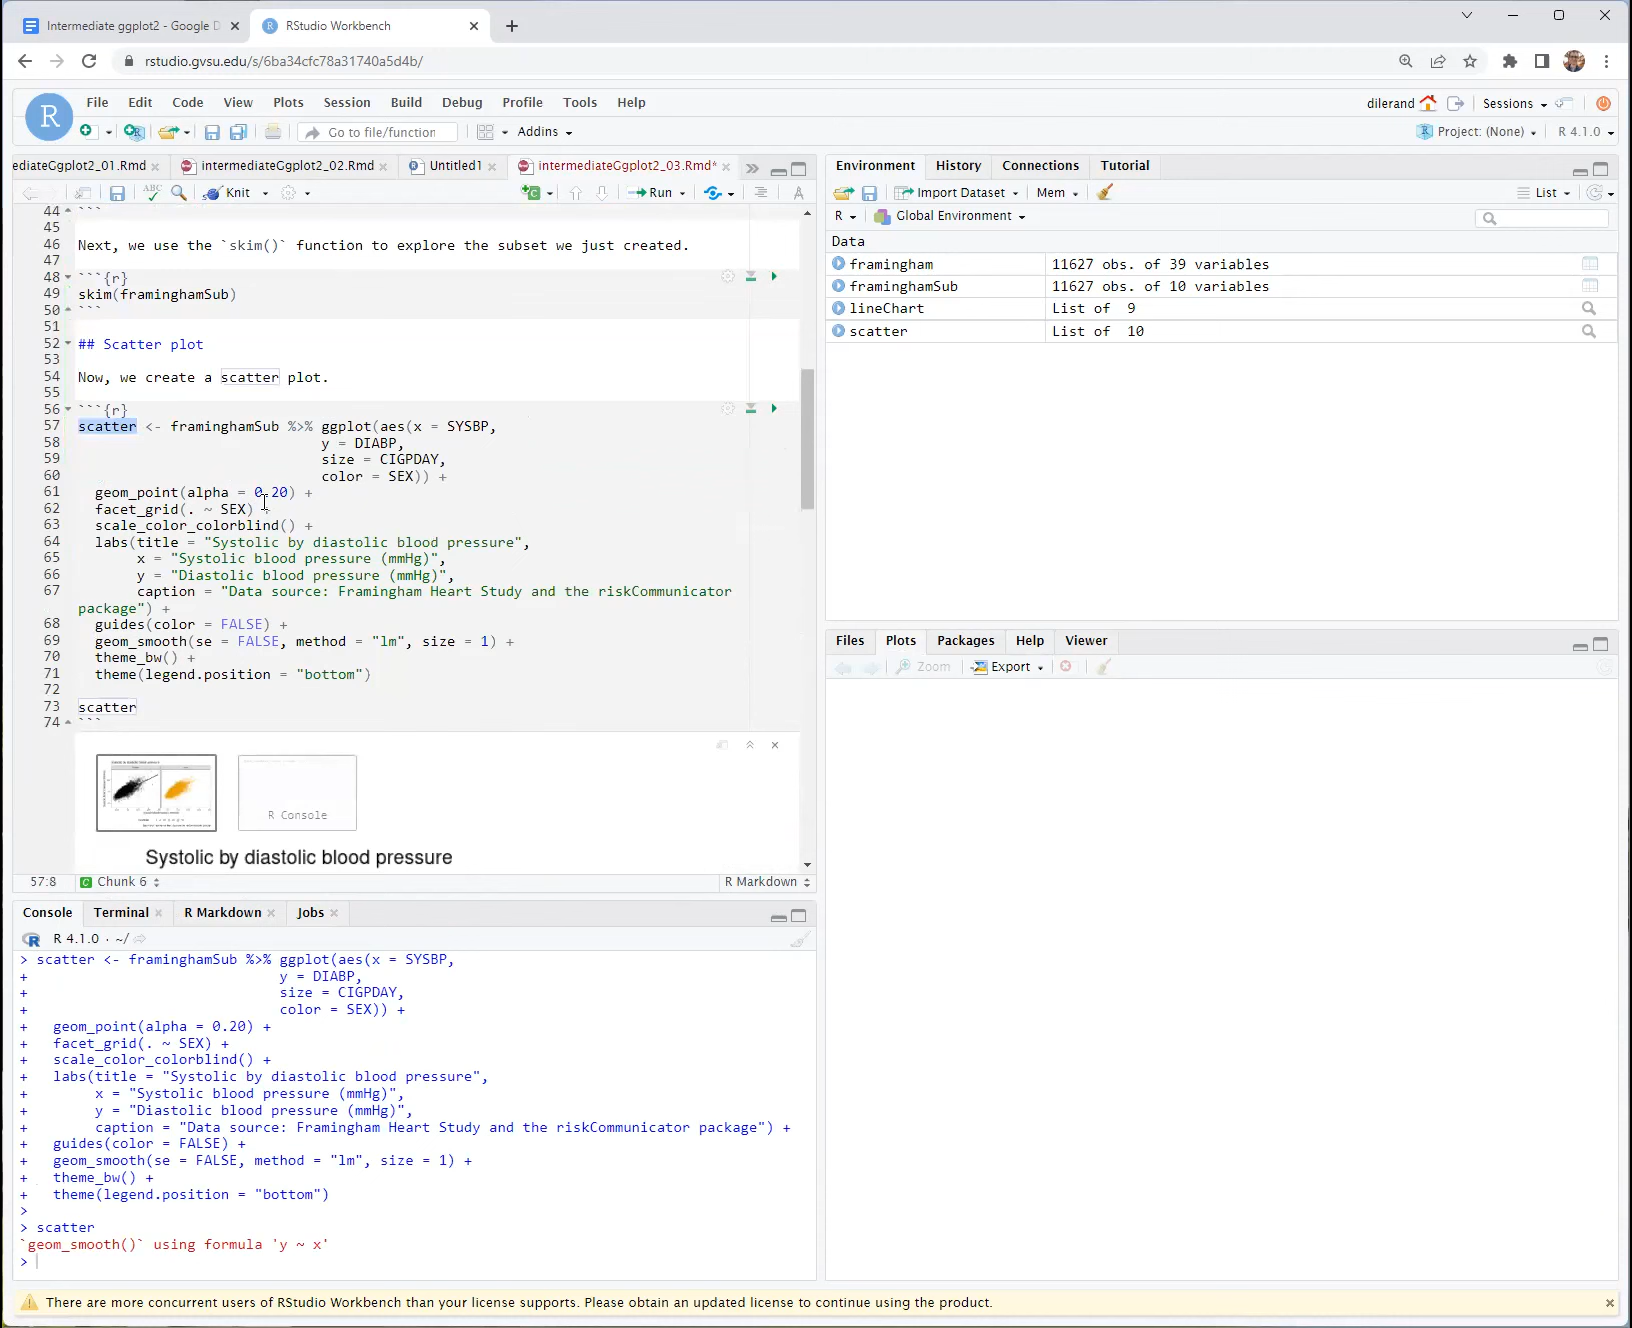 Intermediate ggplot2 - Google D
RStudio Workbench
rstudio.gvsu.edu/s/6ba34cfc78a31740a5d4b/
R
File Edit Code View Plots Session Build Debug Profile Tools Help
dilerand Sessions
Go to file/function Addins
Project: (None) R 4.1.0
ediateGgplot2_01.Rmd intermediateGgplot2_02.Rmd Untitled1 intermediateGgplot2_03.Rmd*
ABC Knit Run
44 ```
45
46 Next, we use the `skim()` function to explore the subset we just created.
47
48 ```{r}
49 skim(framinghamSub)
50 ```
51
52 ## Scatter plot
53
54 Now, we create a scatter plot.
55
56 ```{r}
57 scatter <- framinghamSub %>% ggplot(aes(x = SYSBP,
58 y = DIABP,
59 size = CIGPDAY,
60 color = SEX)) +
61 geom_point(alpha = 0.20) +
62 facet_grid(. ~ SEX) +
63 scale_color_colorblind() +
64 labs(title = "Systolic by diastolic blood pressure",
65 x = "Systolic blood pressure (mmHg)",
66 y = "Diastolic blood pressure (mmHg)",
67 caption = "Data source: Framingham Heart Study and the riskCommunicator
package") +
68 guides(color = FALSE) +
69 geom_smooth(se = FALSE, method = "lm", size = 1) +
70 theme_bw() +
71 theme(legend.position = "bottom")
72
73 scatter
74 ```
R Console
Systolic by diastolic blood pressure
57:8 Chunk 6 R Markdown
Console Terminal R Markdown Jobs
R 4.1.0 · ~/
> scatter <- framinghamSub %>% ggplot(aes(x = SYSBP,
+ y = DIABP,
+ size = CIGPDAY,
+ color = SEX)) +
+ geom_point(alpha = 0.20) +
+ facet_grid(. ~ SEX) +
+ scale_color_colorblind() +
+ labs(title = "Systolic by diastolic blood pressure",
+ x = "Systolic blood pressure (mmHg)",
+ y = "Diastolic blood pressure (mmHg)",
+ caption = "Data source: Framingham Heart Study and the riskCommunicator package") +
+ guides(color = FALSE) +
+ geom_smooth(se = FALSE, method = "lm", size = 1) +
+ theme_bw() +
+ theme(legend.position = "bottom")
>
> scatter
`geom_smooth()` using formula 'y ~ x'
>
Environment History Connections Tutorial
Import Dataset Mem List
R Global Environment
Data
framingham 11627 obs. of 39 variables
framinghamSub 11627 obs. of 10 variables
lineChart List of 9
scatter List of 10
Files Plots Packages Help Viewer
Zoom Export
There are more concurrent users of RStudio Workbench than your license supports. Please obtain an updated license to continue using the product.